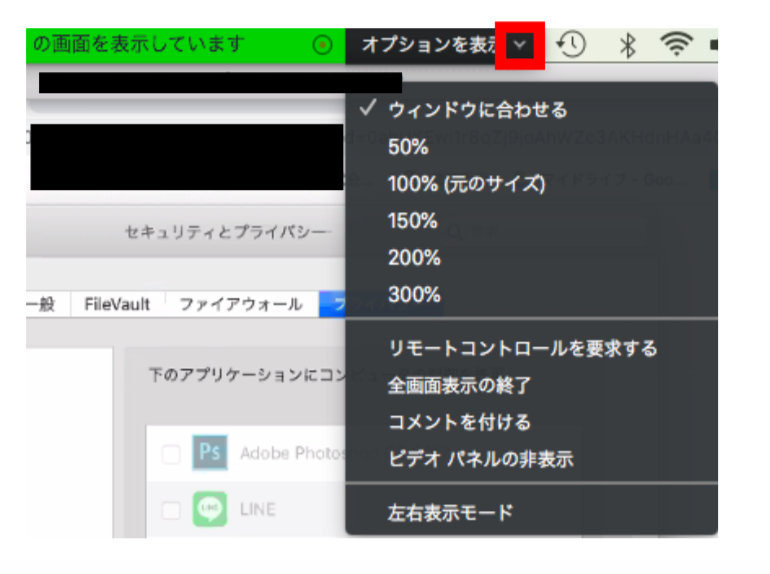 の画面を表示しています
オプションを表
ウィンドウに合わせる
50%
100% (元のサイズ)
150%
200%
300%
リモートコントロールを要求する
全画面表示の終了
コメントを付ける
ビデオ パネルの非表示
左右表示モード
セキュリティとプライバシー
一般
FileVault
ファイアウォール
下のアプリケーションにコン
Ps
Adobe Photos
LINE
LINE